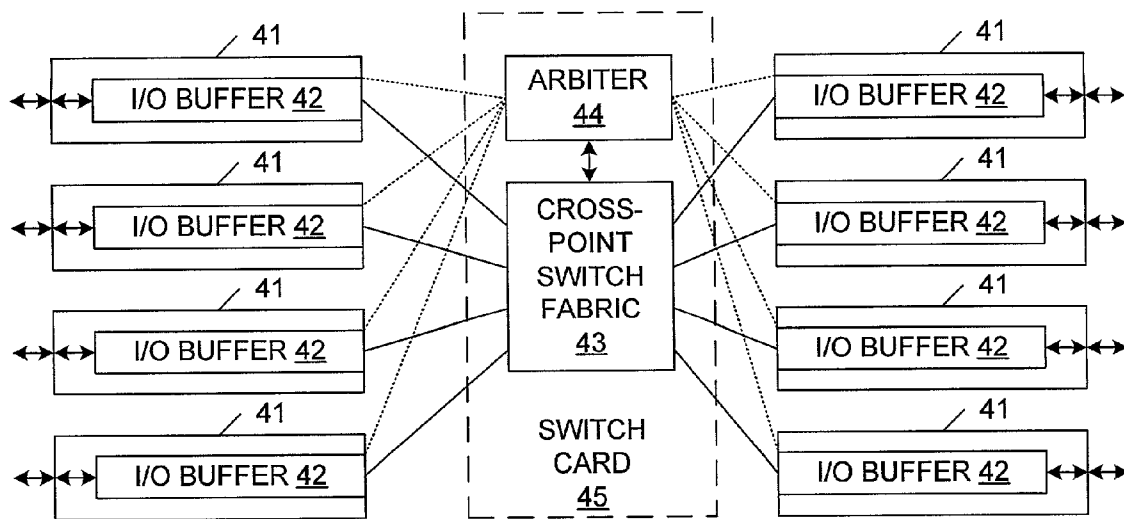 41
I/O BUFFER 42
41
I/O BUFFER 42
41
I/O BUFFER 42
41
I/O BUFFER 42
ARBITER
44
CROSS-
POINT
SWITCH
FABRIC
43
SWITCH
CARD
45
41
I/O BUFFER 42
41
I/O BUFFER 42
41
I/O BUFFER 42
41
I/O BUFFER 42